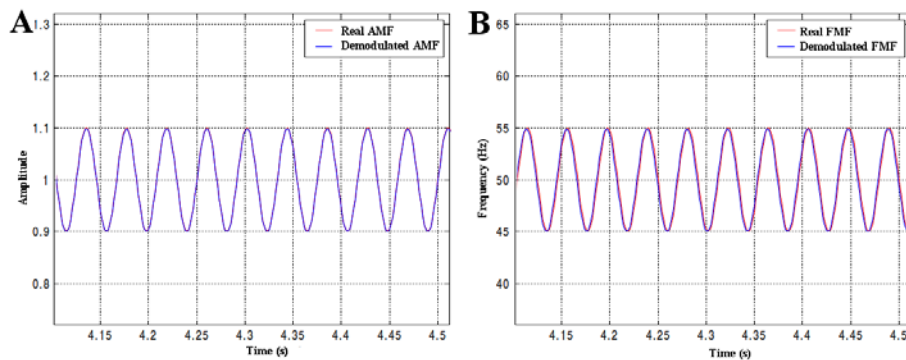 A
Real AMF
Demodulated AMF
Amplitude
1.3
1.2
1.1
1
0.9
0.8
4.15 4.2 4.25 4.3 4.35 4.4 4.45 4.5
Time (s)
B
Real FMF
Demodulated FMF
Frequency (Hz)
65
60
55
50
45
40
4.15 4.2 4.25 4.3 4.35 4.4 4.45 4.5
Time (s)